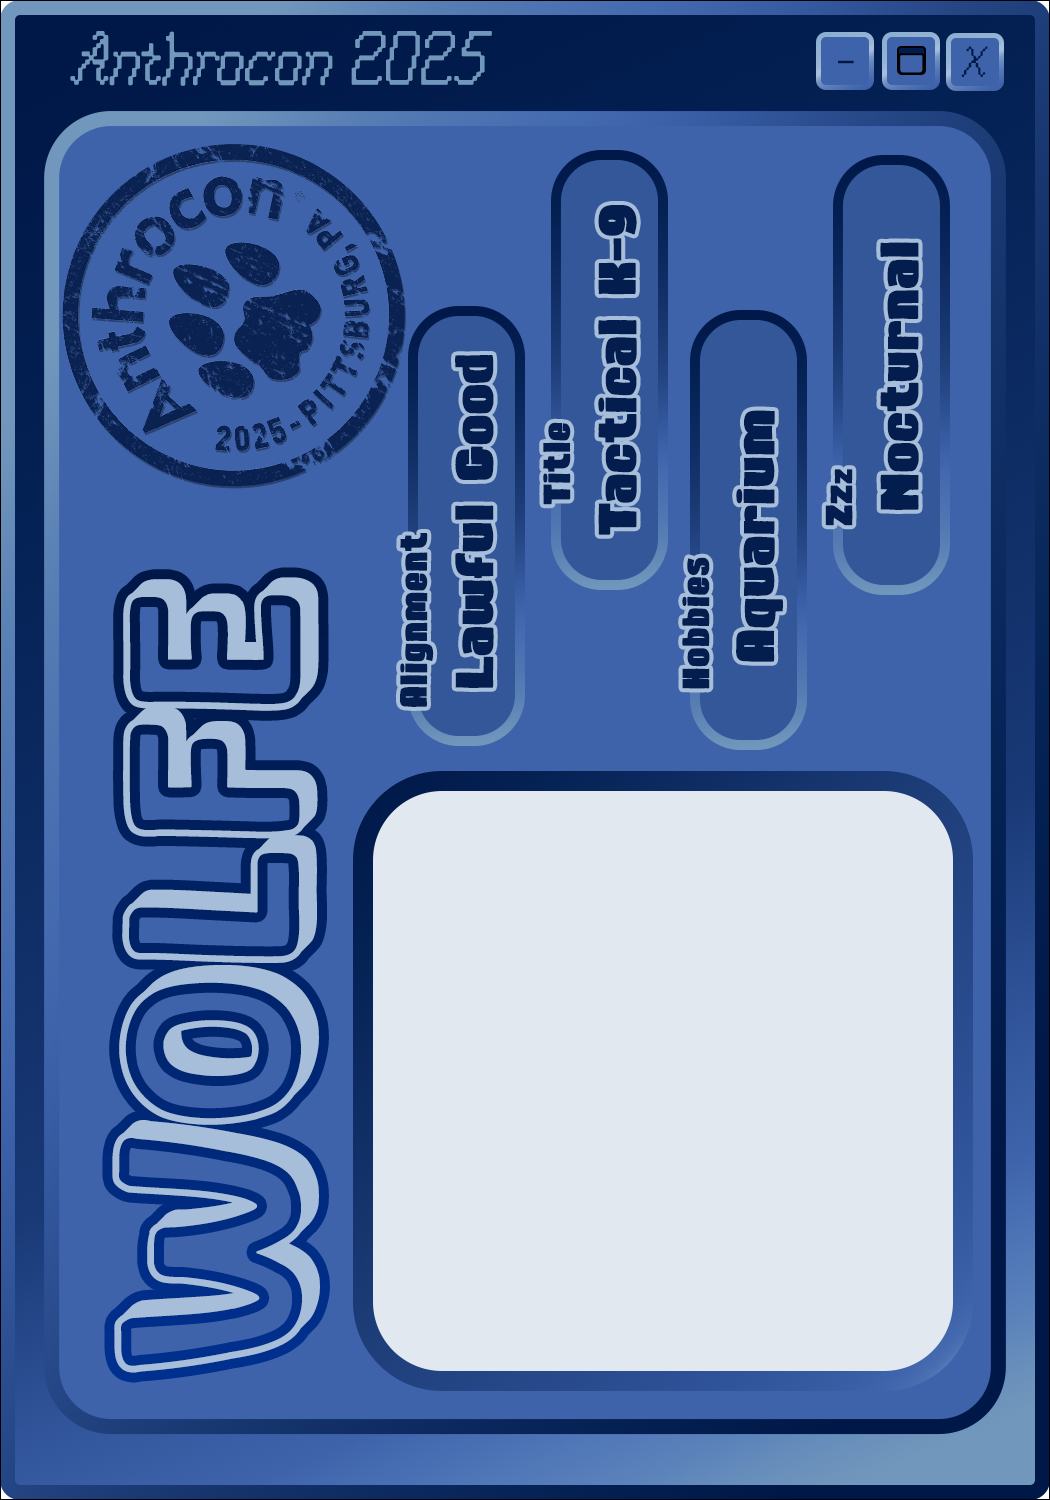 Anthrocon 2025
X
Anthrocon
2025-PITTSBURG, PA
WOLFE
Alignment
Lawful Good
Title
Tactical K-9
Hobbies
Aquarium
Zzz
Nocturnal